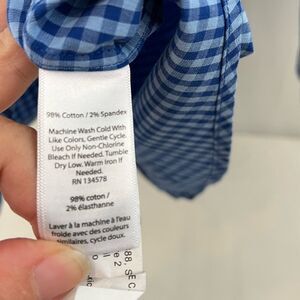 98% Cotton / 2% Spandex
Machine Wash Cold With
Like Colors, Gentle Cycle.
Use Only Non-Chlorine
Bleach If Needed. Tumble
Dry Low. Warm Iron If
Needed.
RN 134578
98% coton /
2% élasthanne
Laver à la machine à l'eau
froide avec des couleurs
similaires, cycle doux.
88, SEC